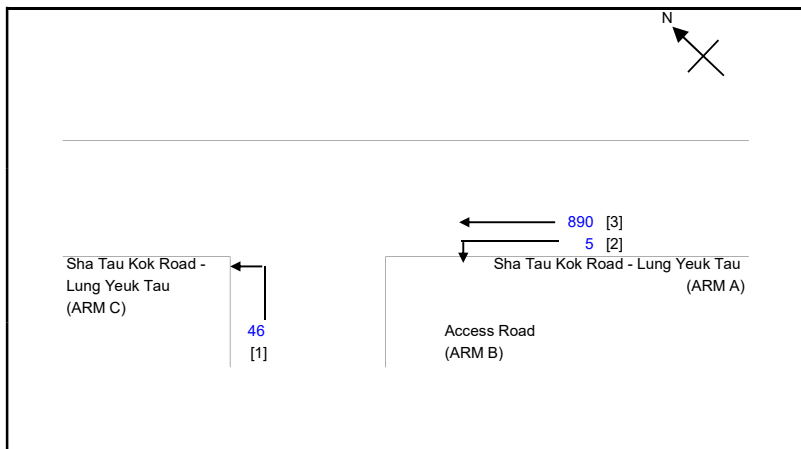 N
890 [3]
5 [2]
Sha Tau Kok Road -
Lung Yeuk Tau
(ARM C)
Sha Tau Kok Road - Lung Yeuk Tau
(ARM A)
46
[1]
Access Road
(ARM B)